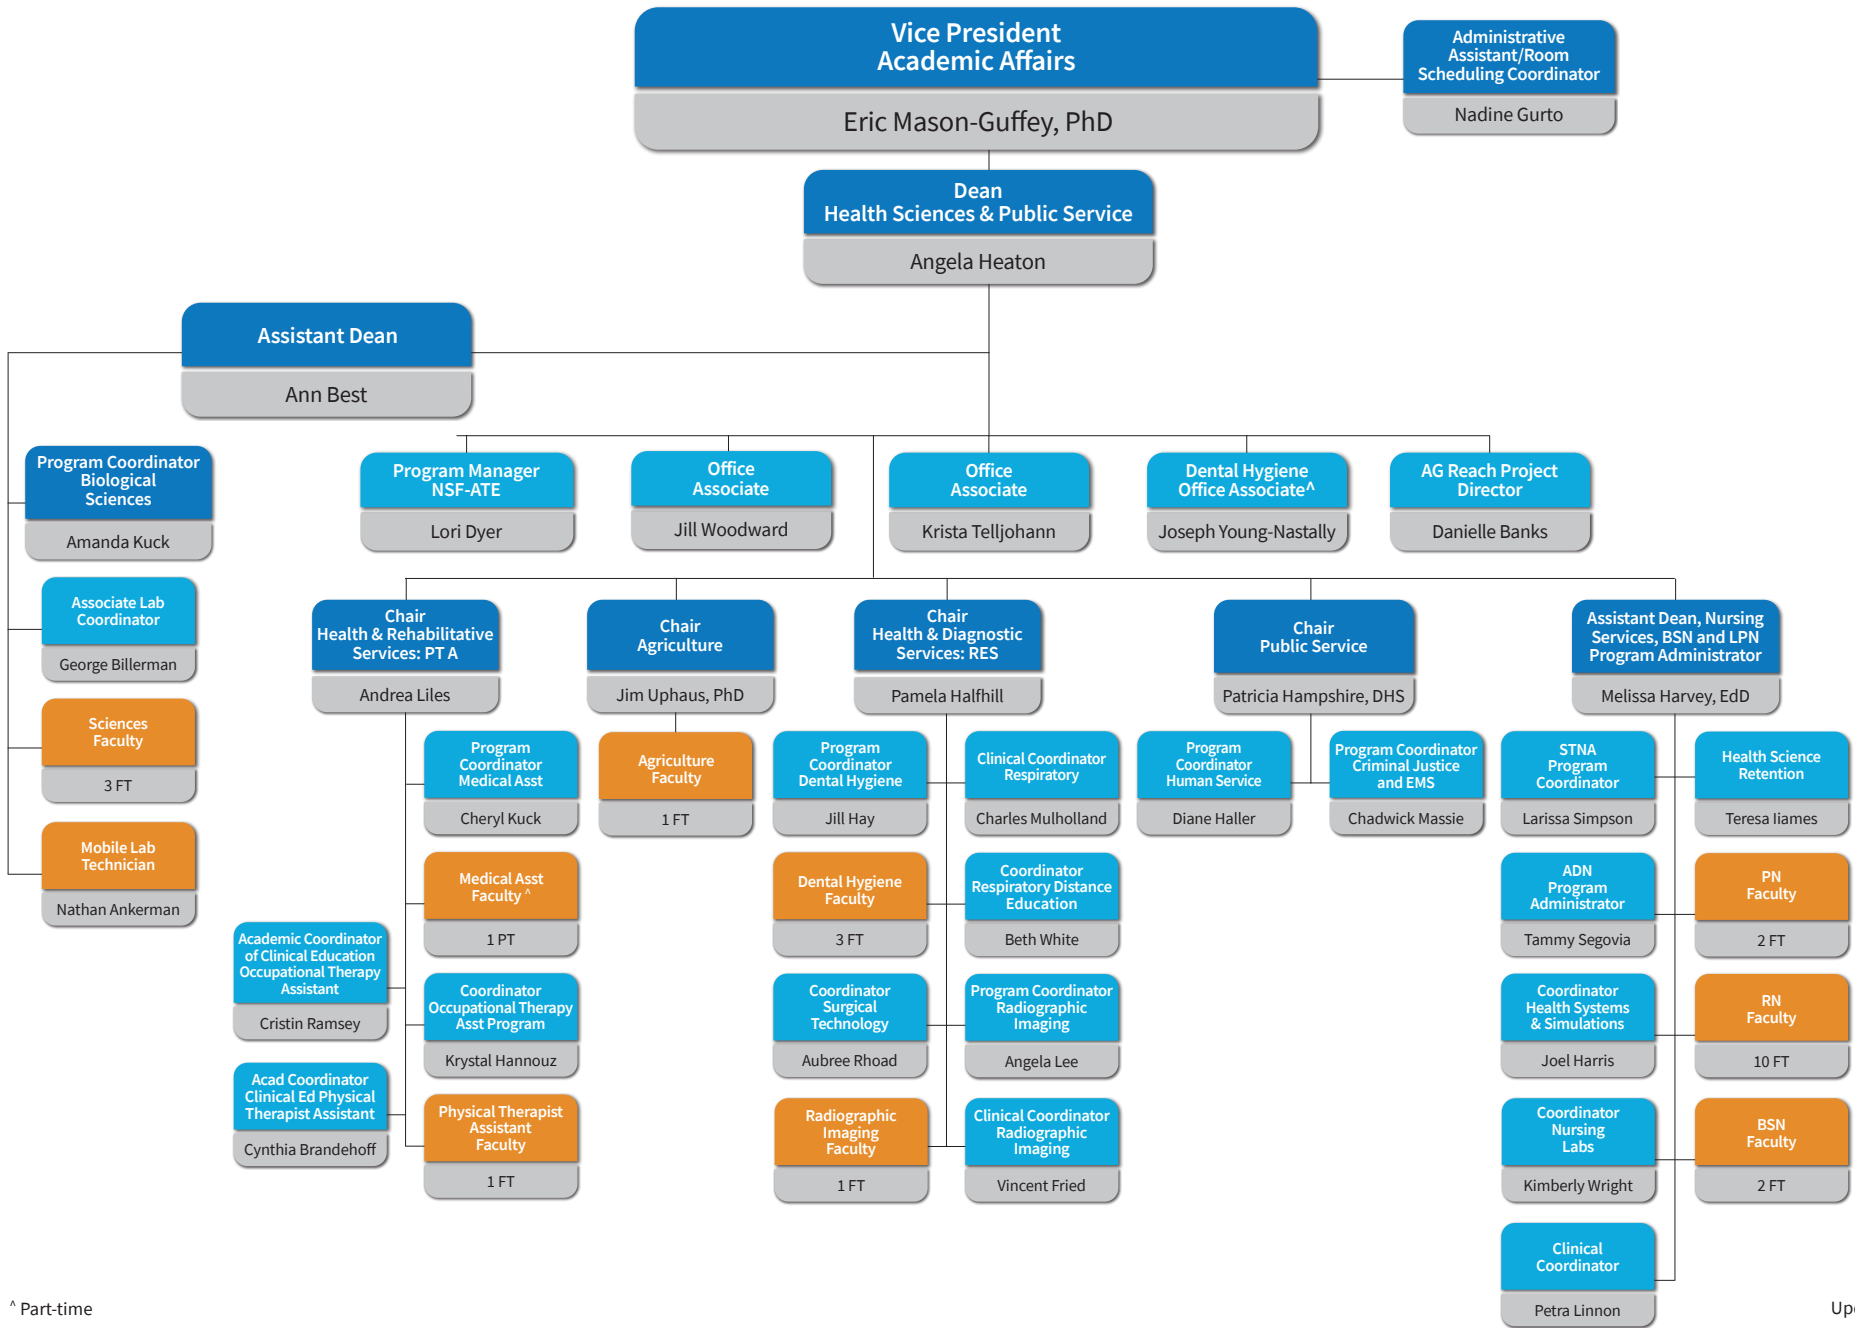 Vice President
Academic Affairs
Eric Mason-Guffey, PhD
Administrative
Assistant/Room
Scheduling Coordinator
Nadine Gurto
Dean
Health Sciences & Public Service
Angela Heaton
Assistant Dean
Ann Best
Program Coordinator
Biological
Sciences
Amanda Kuck
Associate Lab
Coordinator
George Billerman
Sciences
Faculty
3 FT
Mobile Lab
Technician
Nathan Ankerman
Program Manager
NSF-ATE
Lori Dyer
Office
Associate
Jill Woodward
Office
Associate
Krista Telljohann
Dental Hygiene
Office Associate^
Joseph Young-Nastally
AG Reach Project
Director
Danielle Banks
Chair
Health & Rehabilitative
Services: PT A
Andrea Liles
Program
Coordinator
Medical Asst
Cheryl Kuck
Medical Asst
Faculty ^
1 PT
Academic Coordinator
of Clinical Education
Occupational Therapy
Assistant
Cristin Ramsey
Coordinator
Occupational Therapy
Asst Program
Krystal Hannouz
Acad Coordinator
Clinical Ed Physical
Therapist Assistant
Cynthia Brandehoff
Physical Therapist
Assistant
Faculty
1 FT
Chair
Agriculture
Jim Uphaus, PhD
Agriculture
Faculty
1 FT
Chair
Health & Diagnostic
Services: RES
Pamela Halfhill
Program
Coordinator
Dental Hygiene
Jill Hay
Clinical Coordinator
Respiratory
Charles Mulholland
Dental Hygiene
Faculty
3 FT
Coordinator
Respiratory Distance
Education
Beth White
Coordinator
Surgical
Technology
Aubree Rhoad
Program Coordinator
Radiographic
Imaging
Angela Lee
Radiographic
Imaging
Faculty
1 FT
Clinical Coordinator
Radiographic
Imaging
Vincent Fried
Chair
Public Service
Patricia Hampshire, DHS
Program
Coordinator
Human Service
Diane Haller
Program Coordinator
Criminal Justice
and EMS
Chadwick Massie
Assistant Dean, Nursing
Services, BSN and LPN
Program Administrator
Melissa Harvey, EdD
STNA
Program
Coordinator
Larissa Simpson
Health Science
Retention
Teresa Iiames
ADN
Program
Administrator
Tammy Segovia
PN
Faculty
2 FT
Coordinator
Health Systems
& Simulations
Joel Harris
RN
Faculty
10 FT
Coordinator
Nursing
Labs
Kimberly Wright
BSN
Faculty
2 FT
Clinical
Coordinator
Petra Linnon
^ Part-time